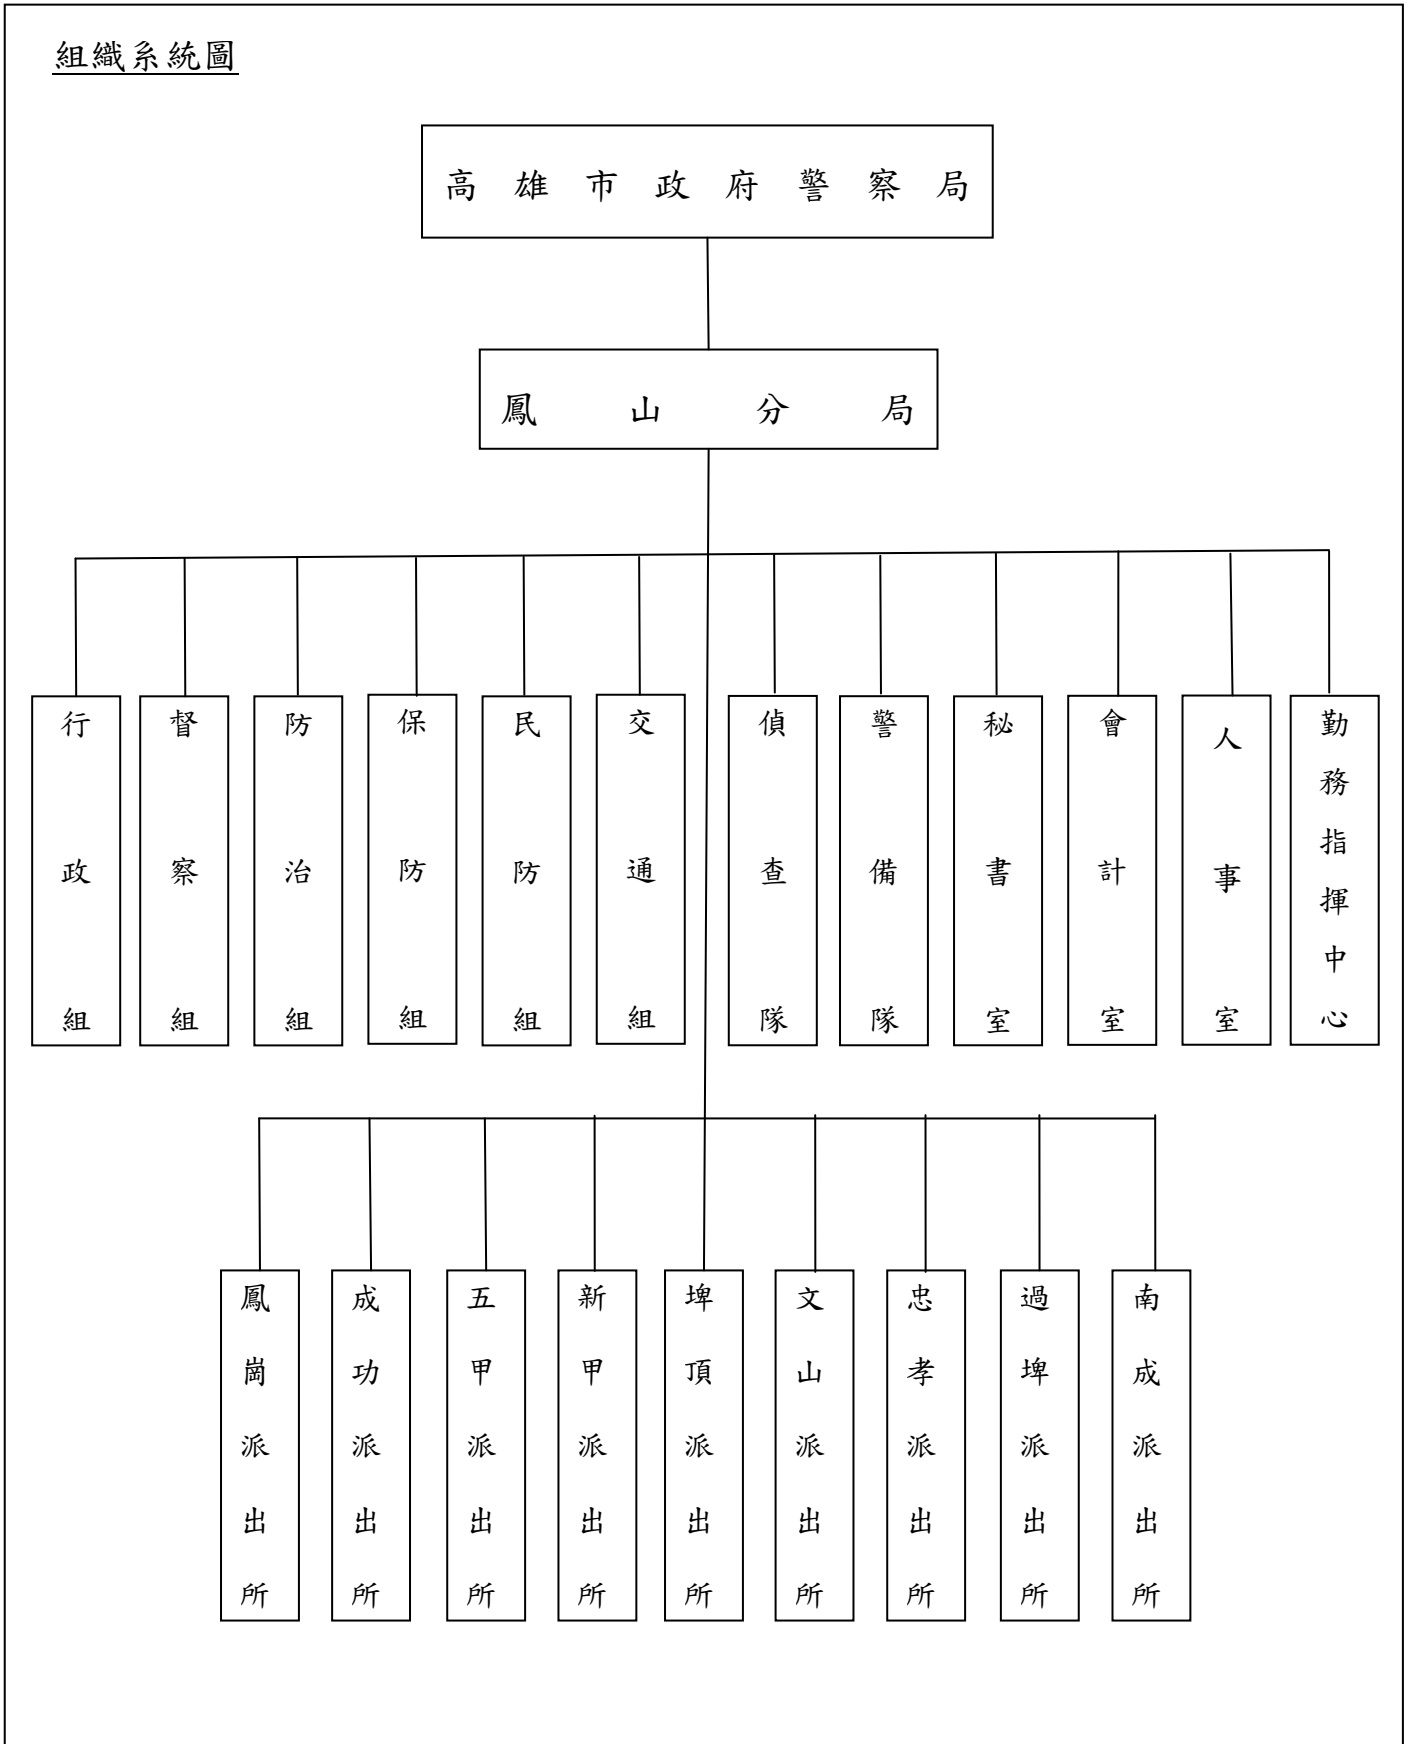 組織系統圖
高雄市政府警察局
鳳山分局
行政組
督察組
防治組
保防組
民防組
交通組
偵查隊
警備隊
秘書室
會計室
人事室
勤務指揮中心
鳳崗派出所
成功派出所
五甲派出所
新甲派出所
埤頂派出所
文山派出所
忠孝派出所
過埤派出所
南成派出所